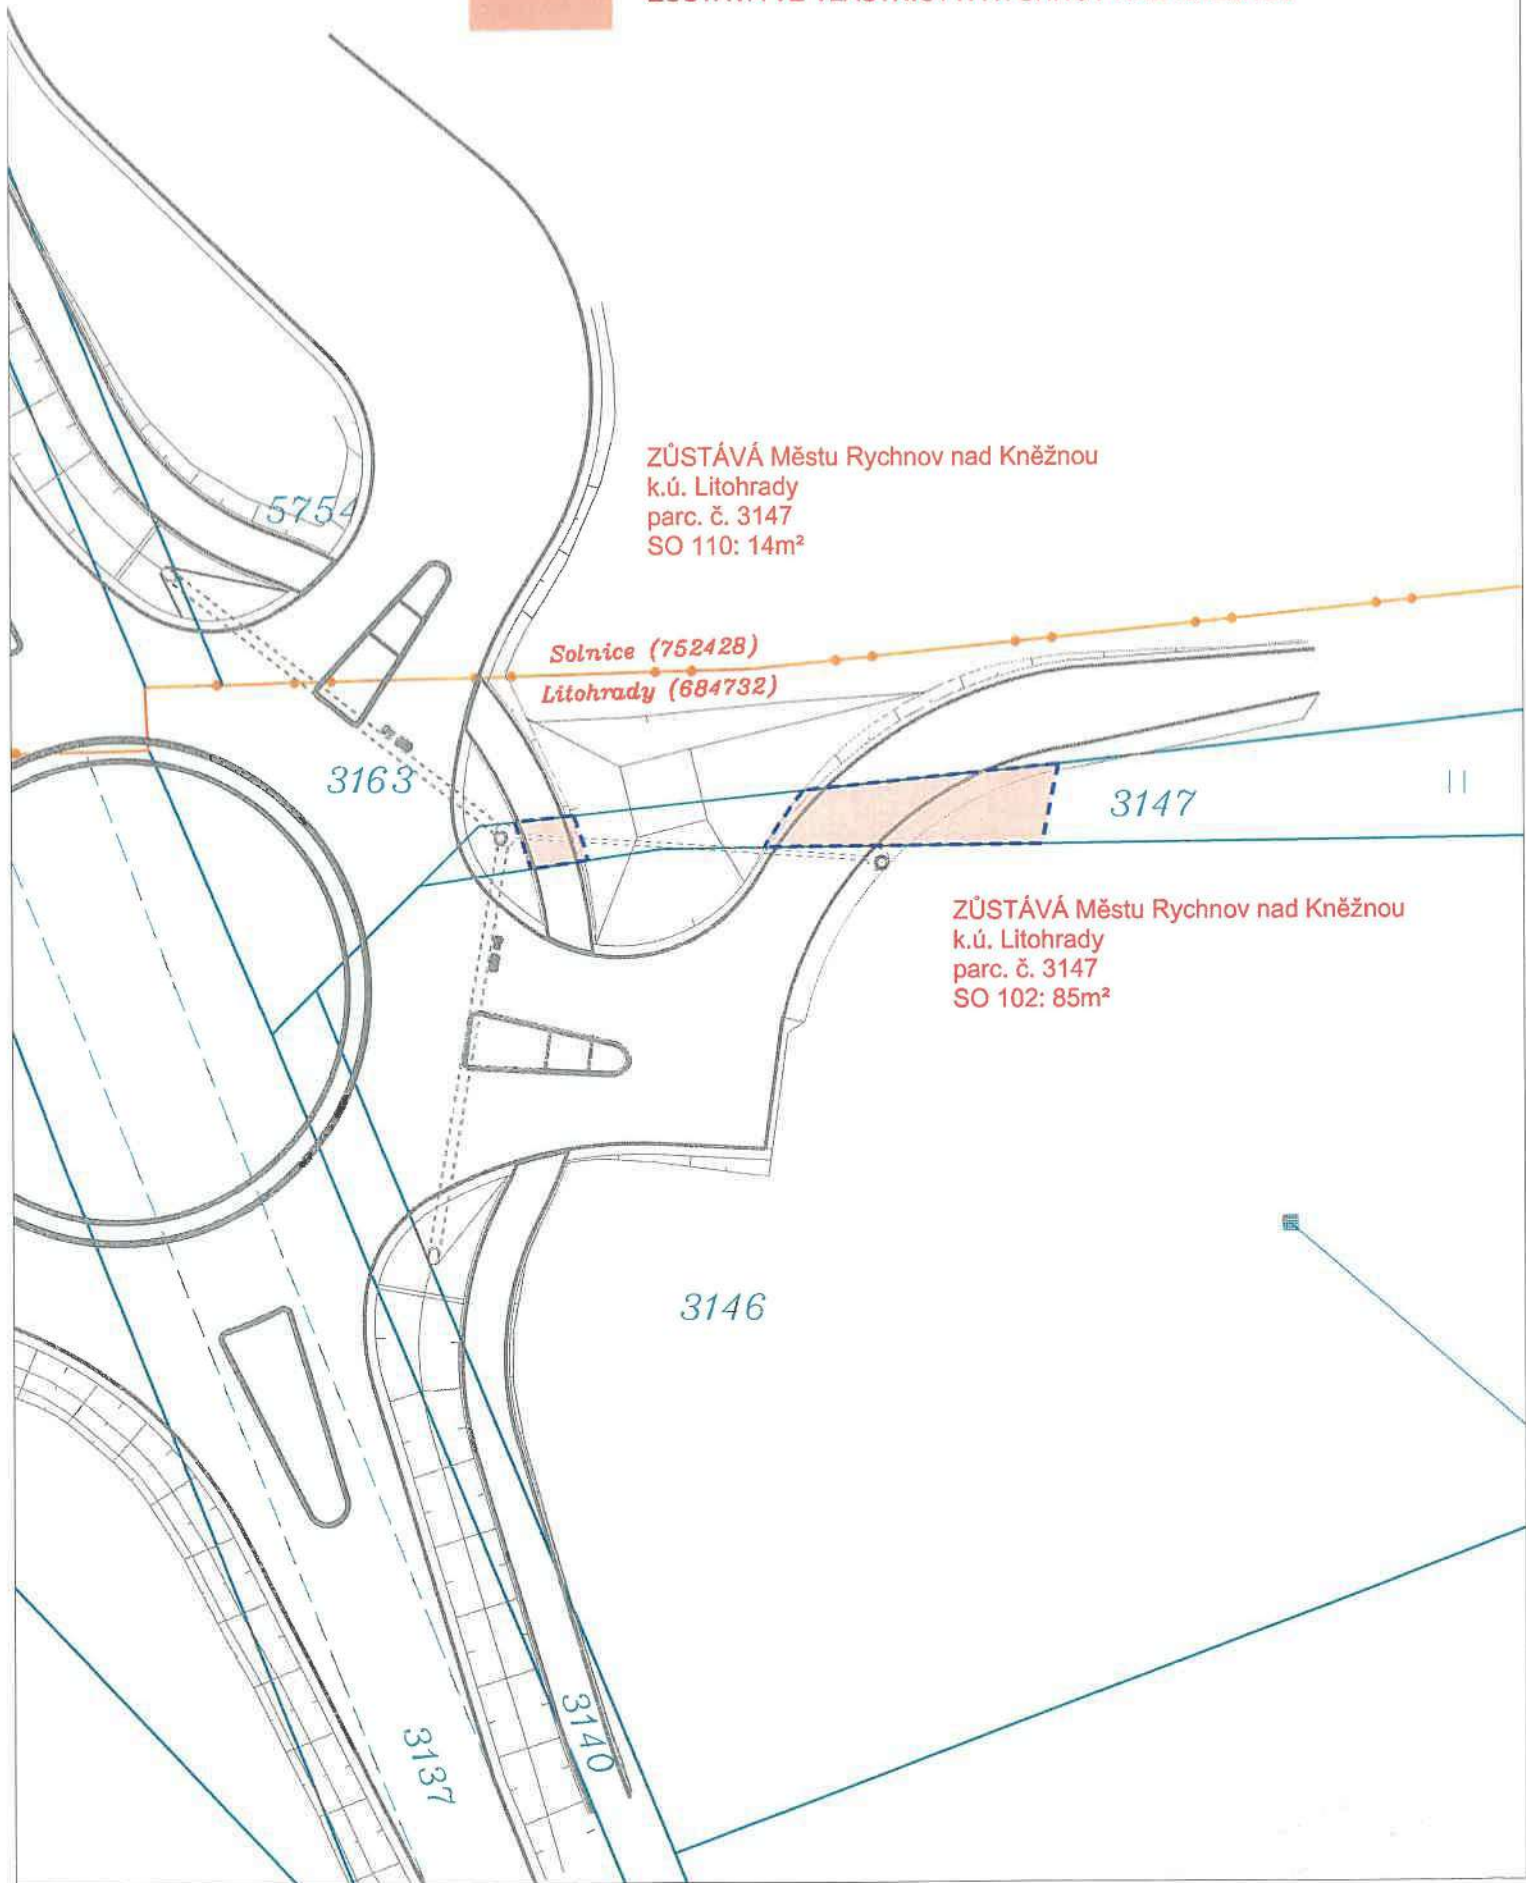 ZŮSTÁVÁ Městu Rychnov nad Kněžnou
k.ú. Litohrady
parc. č. 3147
SO 110: 14m²
5754
Solnice (752428)
Litohrady (684732)
3163
3147
ZŮSTÁVÁ Městu Rychnov nad Kněžnou
k.ú. Litohrady
parc. č. 3147
SO 102: 85m²
3146
3140
3137